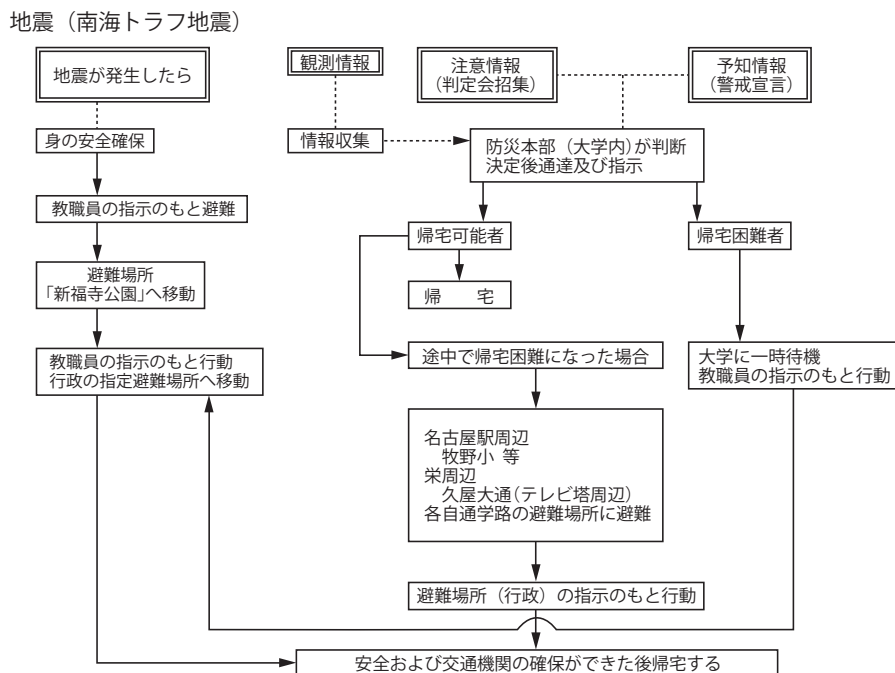 地震（南海トラフ地震）
地震が発生したら
観測情報
注意情報
（判定会招集）
予知情報
（警戒宣言）
身の安全確保
情報収集
防災本部（大学内）が判断
決定後通達及び指示
教職員の指示のもと避難
帰宅可能者
帰宅困難者
避難場所
「新福寺公園」へ移動
帰　宅
教職員の指示のもと行動
行政の指定避難場所へ移動
途中で帰宅困難になった場合
大学に一時待機
教職員の指示のもと行動
名古屋駅周辺
牧野小 等
栄周辺
久屋大通（テレビ塔周辺）
各自通学路の避難場所に避難
避難場所（行政）の指示のもと行動
安全および交通機関の確保ができた後帰宅する